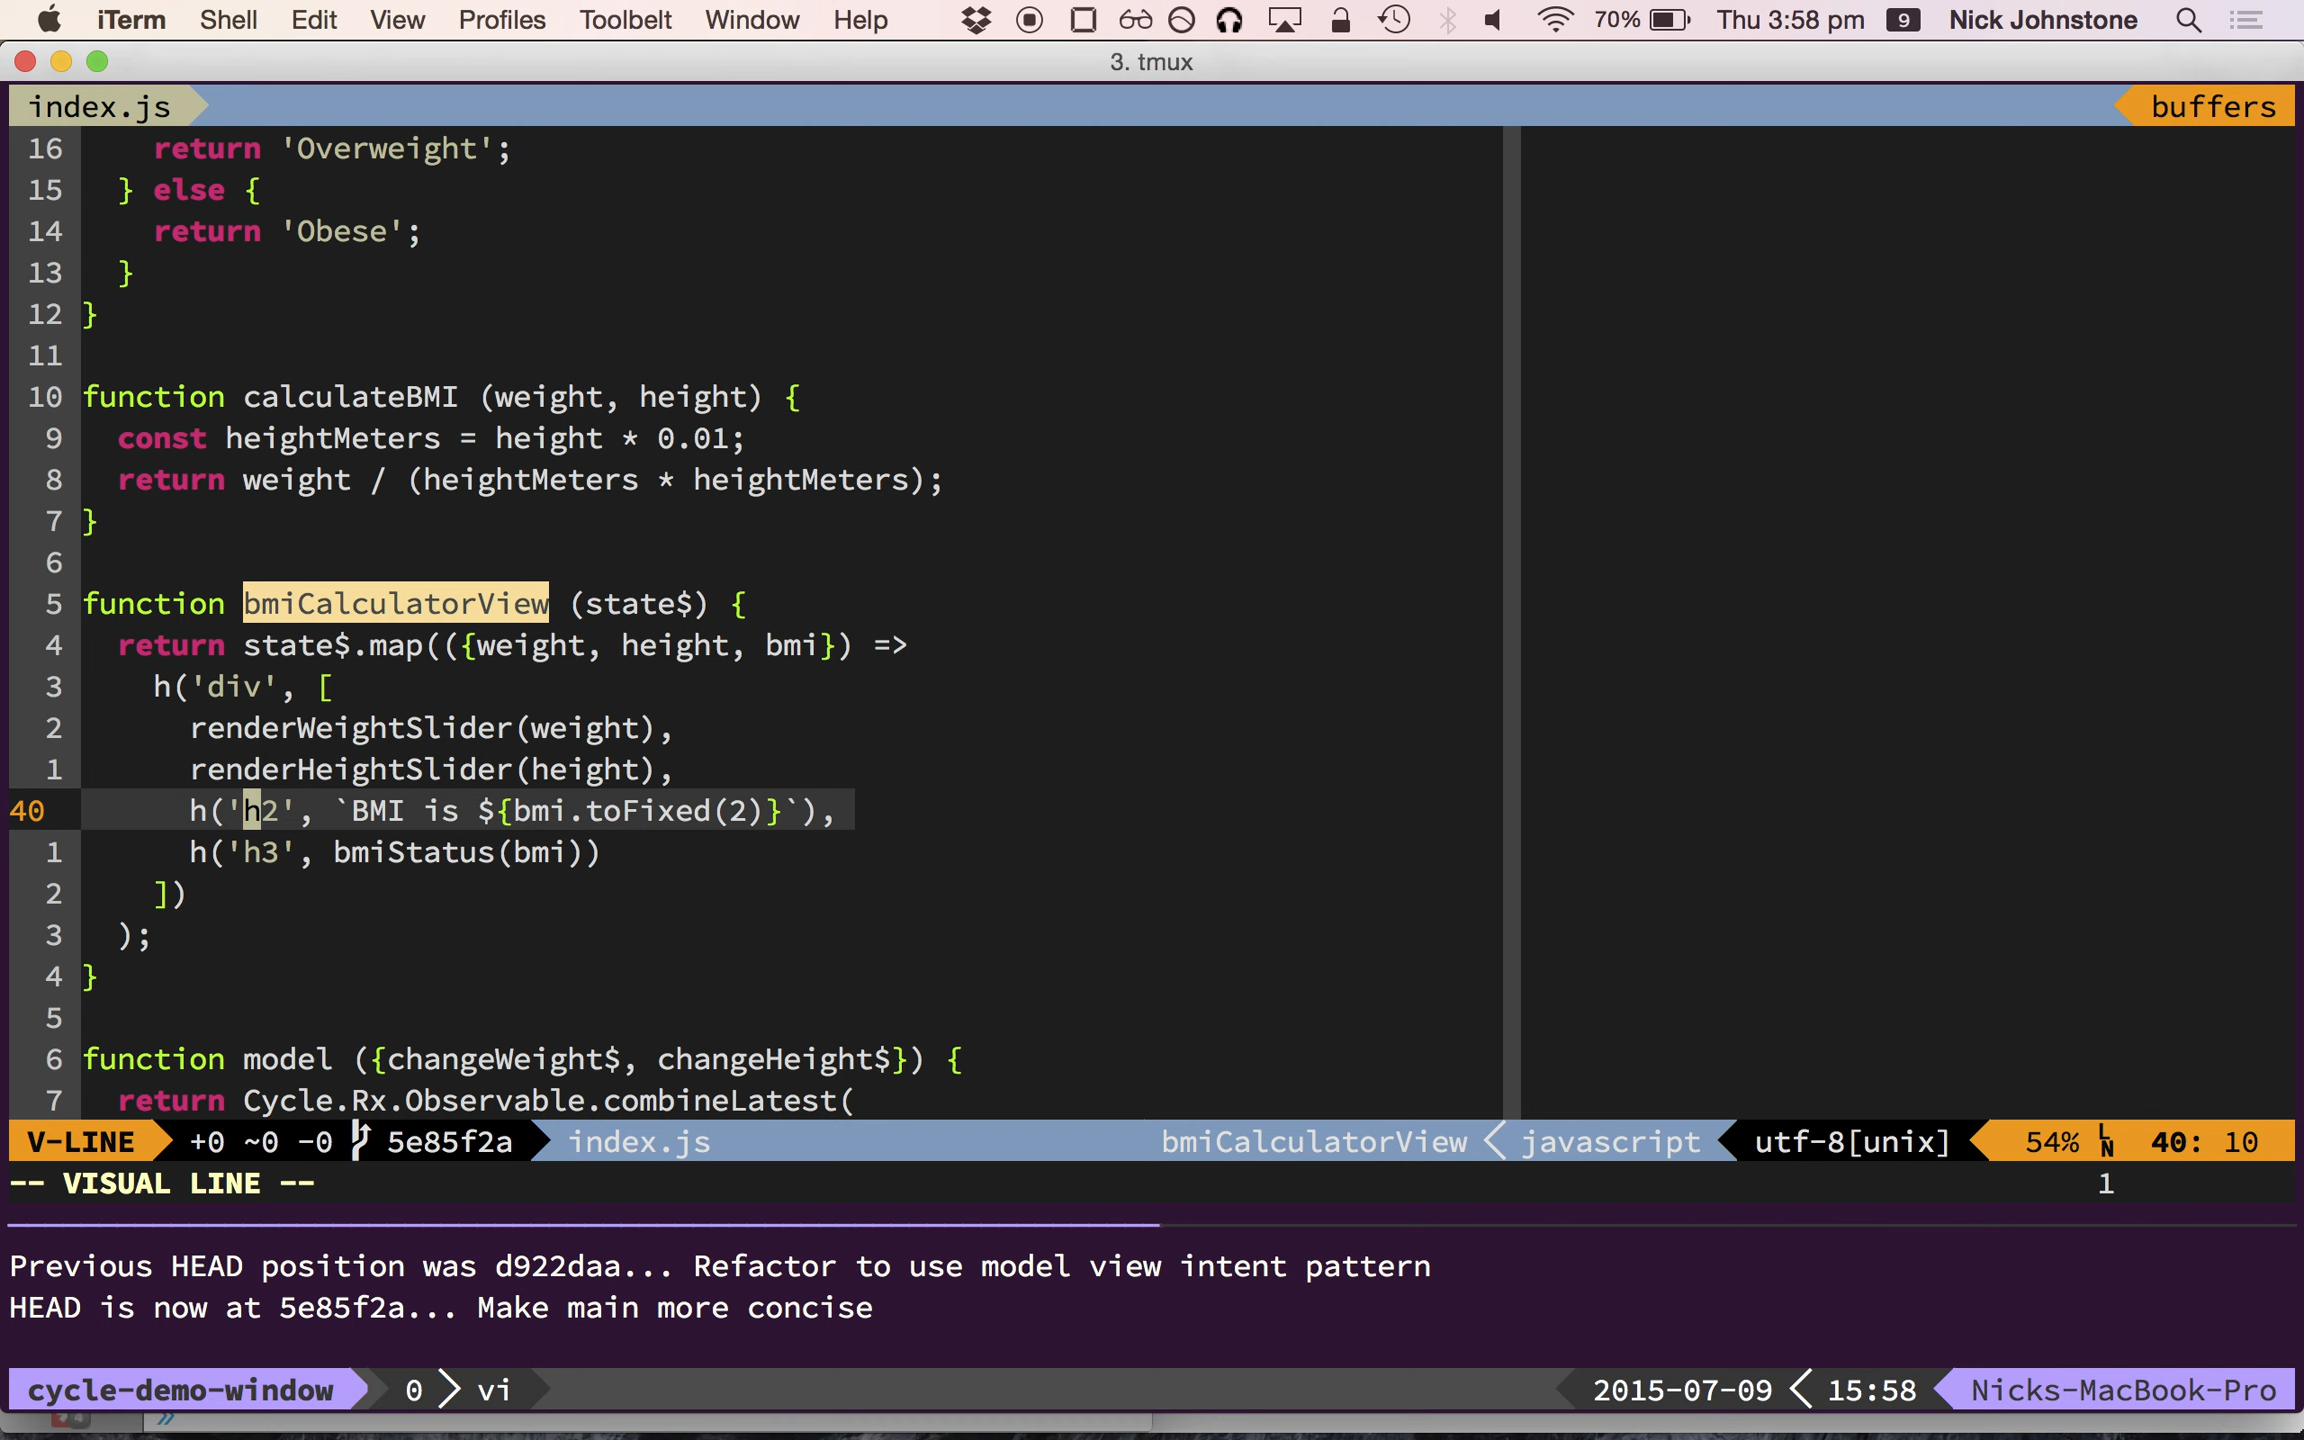 iTerm Shell Edit View Profiles Toolbelt Window Help 70% Thu 3:58 pm 9 Nick Johnstone
3. tmux
index.js buffers
16     return 'Overweight';
15   } else {
14     return 'Obese';
13   }
12 }
11
10 function calculateBMI (weight, height) {
9   const heightMeters = height * 0.01;
8   return weight / (heightMeters * heightMeters);
7 }
6
5 function bmiCalculatorView (state$) {
4   return state$.map(({weight, height, bmi}) =>
3     h('div', [
2       renderWeightSlider(weight),
1       renderHeightSlider(height),
40       h('h2', `BMI is ${bmi.toFixed(2)}`),
1       h('h3', bmiStatus(bmi))
2     ])
3   );
4 }
5
6 function model ({changeWeight$, changeHeight$}) {
7   return Cycle.Rx.Observable.combineLatest(
V-LINE +0 ~0 -0 5e85f2a index.js bmiCalculatorView < javascript utf-8[unix] 54% LN 40: 10
-- VISUAL LINE -- 1
Previous HEAD position was d922daa... Refactor to use model view intent pattern
HEAD is now at 5e85f2a... Make main more concise
cycle-demo-window 0 > vi 2015-07-09 < 15:58 Nicks-MacBook-Pro
»